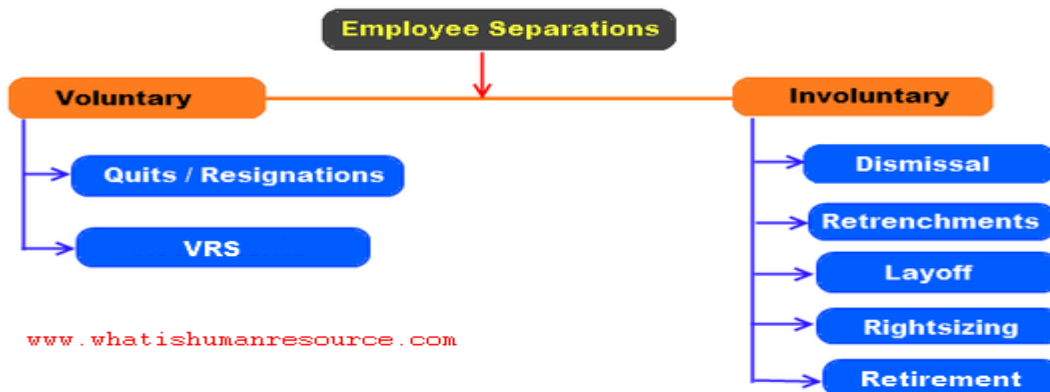 Employee Separations
Voluntary
Quits / Resignations
VRS
Involuntary
Dismissal
Retrenchments
Layoff
Rightsizing
Retirement
www.whatishumanresource.com